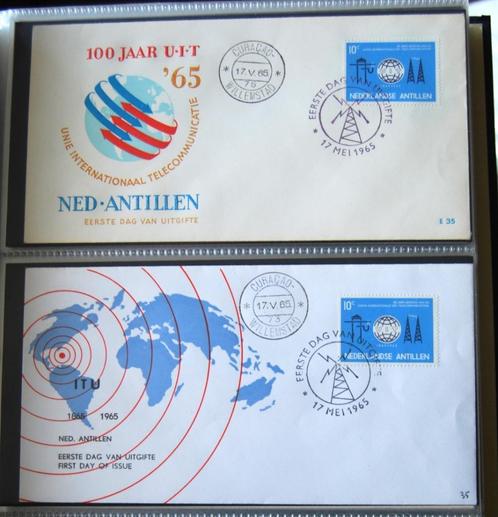 100 JAAR U·I·T
'65
UNIE INTERNATIONAAL TELECOMMUNICATIE
NED·ANTILLEN
EERSTE DAG VAN UITGIFTE
CURAÇAO-
17.V.65
75
WILLEMSTAD
10c
NEDERLANDSE ANTILLEN
EERSTE DAG VAN UITGIFTE
17 MEI 1965
E 35
ITU
1865 1965
NED. ANTILLEN
EERSTE DAG VAN UITGIFTE
FIRST DAY OF ISSUE
CURAÇAO-
17.V.65
73
WILLEMSTAD
10c
NEDERLANDSE ANTILLEN
EERSTE DAG VAN
17 MEI 1965
35